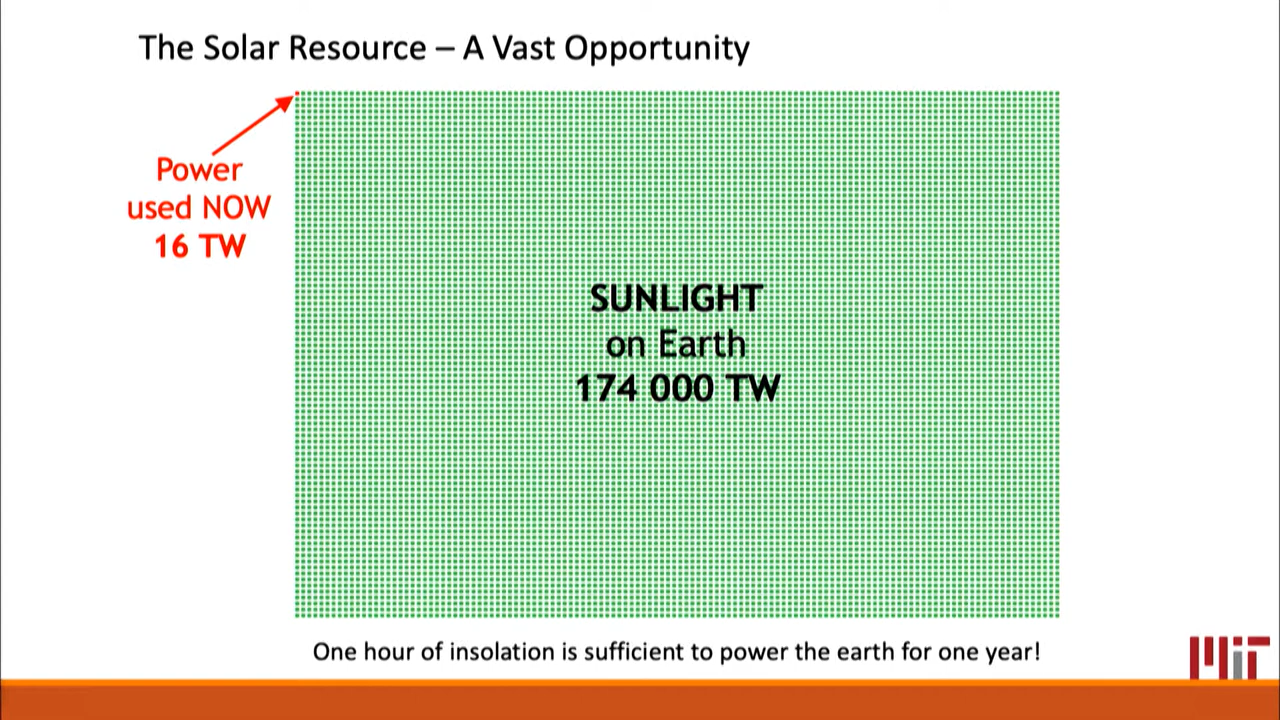 The Solar Resource – A Vast Opportunity
Power
used NOW
16 TW
SUNLIGHT
on Earth
174 000 TW
One hour of insolation is sufficient to power the earth for one year!
MIT